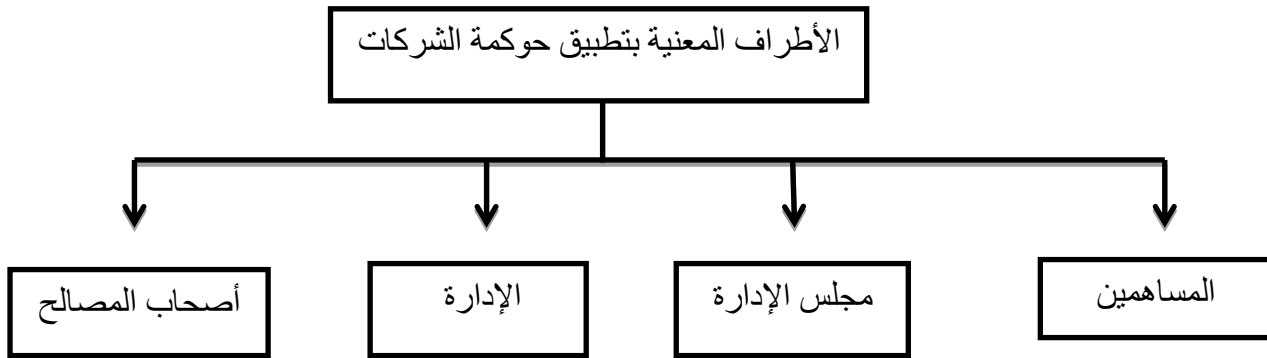 الأطراف المعنية بتطبيق حوكمة الشركات
المساهمين
مجلس الإدارة
الإدارة
أصحاب المصالح